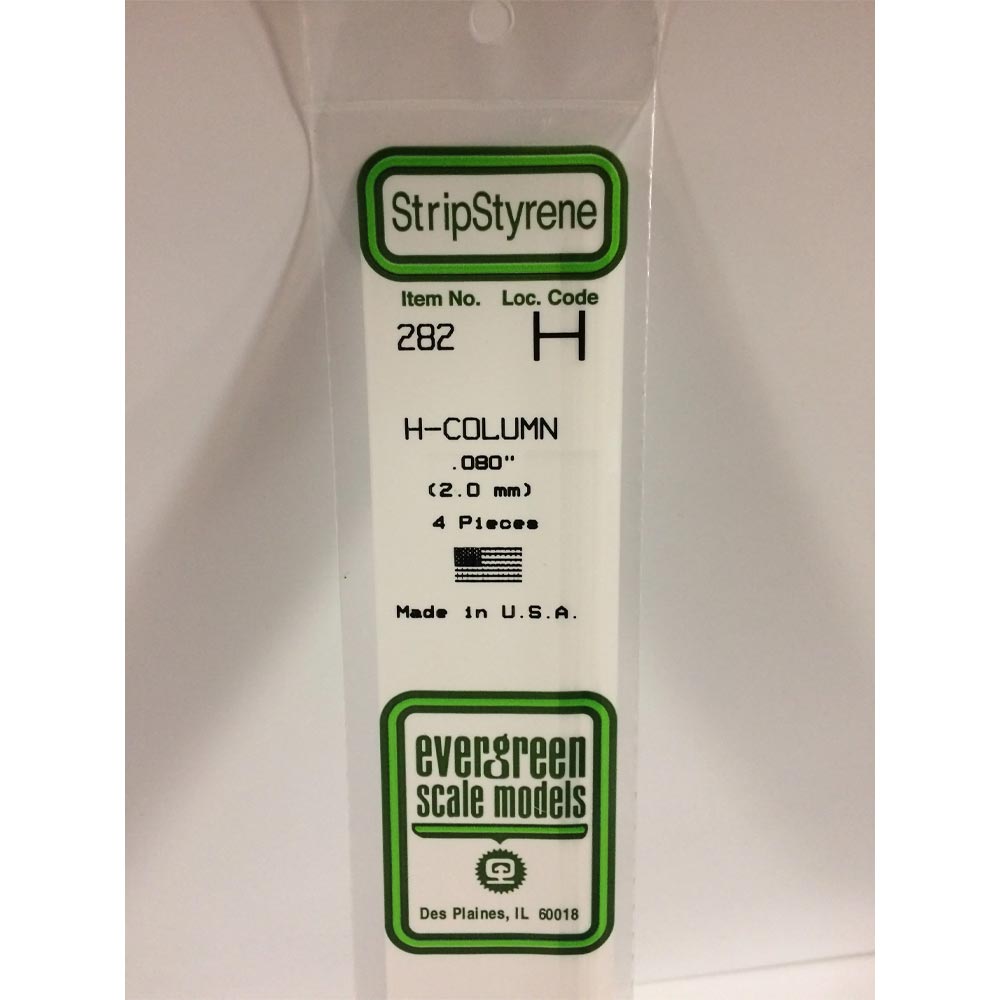 StripStyrene
Item No. Loc. Code
282 H
H-COLUMN
.080"
(2.0 mm)
4 Pieces
Made in U.S.A.
evergreen
scale models
Des Plaines, IL 60018